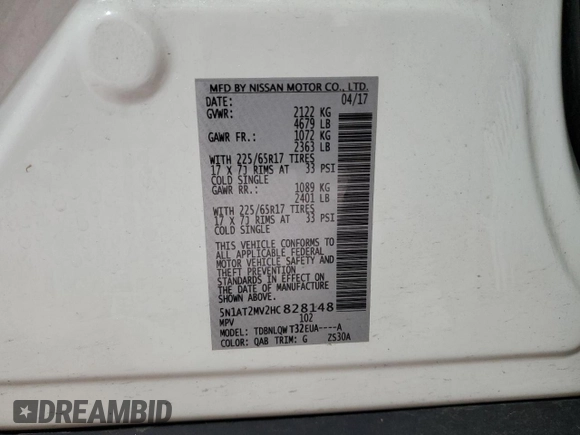 MFD BY NISSAN MOTOR CO., LTD.
DATE: 04/17
GVWR: 2122 KG
4679 LB
GAWR FR.: 1072 KG
2363 LB
WITH 225/65R17 TIRES
17 X 7J RIMS AT 33 PSI
COLD SINGLE
GAWR RR.: 1089 KG
2401 LB
WITH 225/65R17 TIRES
17 X 7J RIMS AT 33 PSI
COLD SINGLE
THIS VEHICLE CONFORMS TO
ALL APPLICABLE FEDERAL
MOTOR VEHICLE SAFETY AND
THEFT PREVENTION
STANDARDS IN EFFECT ON
THE DATE OF MANUFACTURE
SHOWN ABOVE.
5N1AT2MV2HC828148
MPV 102
MODEL: TDBNLQWT32EUA----A
COLOR: QAB TRIM: G ZS30A
DREAMBID